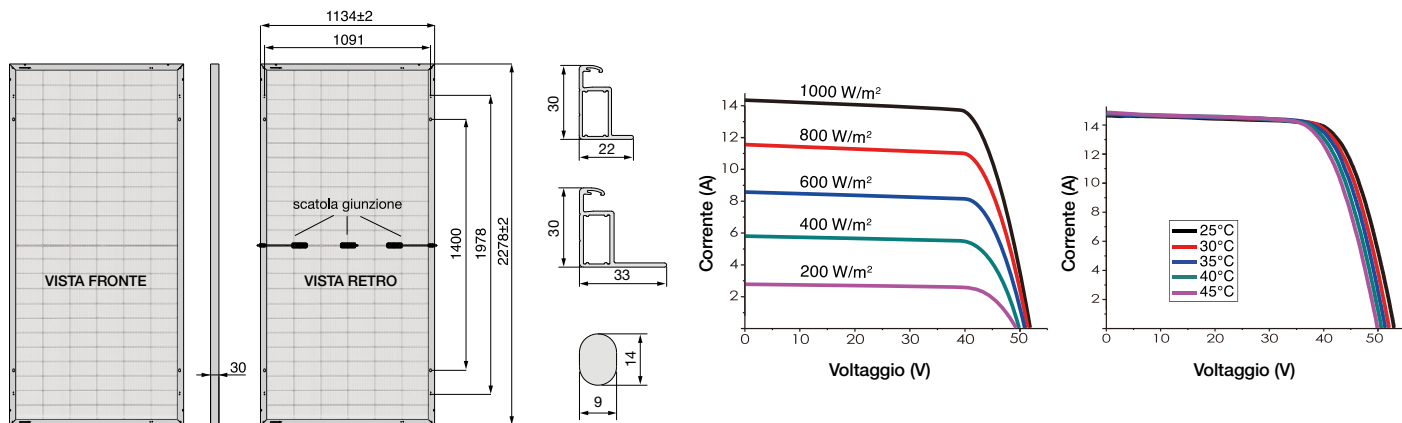 VISTA FRONTE
30
1134±2
1091
scatola giunzione
VISTA RETRO
1400
1978
2278±2
30
22
30
33
14
9
Corrente (A)
14
12
10
8
6
4
2
0
10
20
30
40
50
1000 W/m²
800 W/m²
600 W/m²
400 W/m²
200 W/m²
Voltaggio (V)
Corrente (A)
14
12
10
8
6
4
2
0
10
20
30
40
50
25°C
30°C
35°C
40°C
45°C
Voltaggio (V)